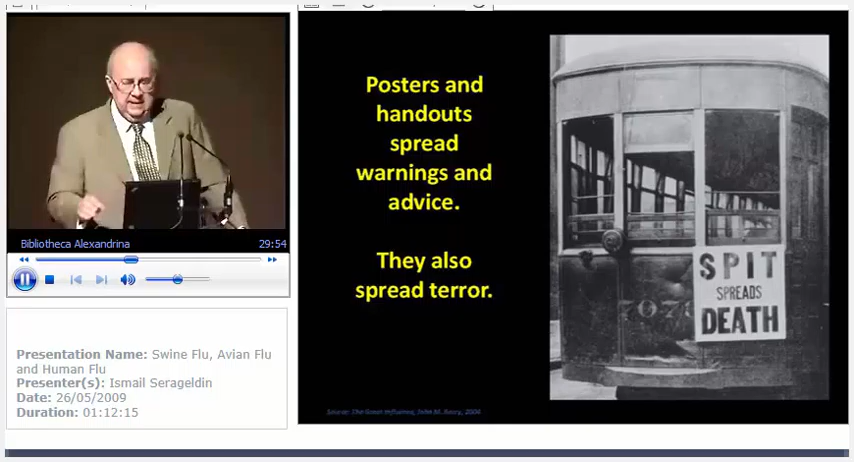 Bibliotheca Alexandrina 29:54
Presentation Name: Swine Flu, Avian Flu
and Human Flu
Presenter(s): Ismail Serageldin
Date: 26/05/2009
Duration: 01:12:15
Posters and
handouts
spread
warnings and
advice.
They also
spread terror.
SPIT
SPREADS
DEATH
Source: The Great Influenza, John M. Barry, 2004